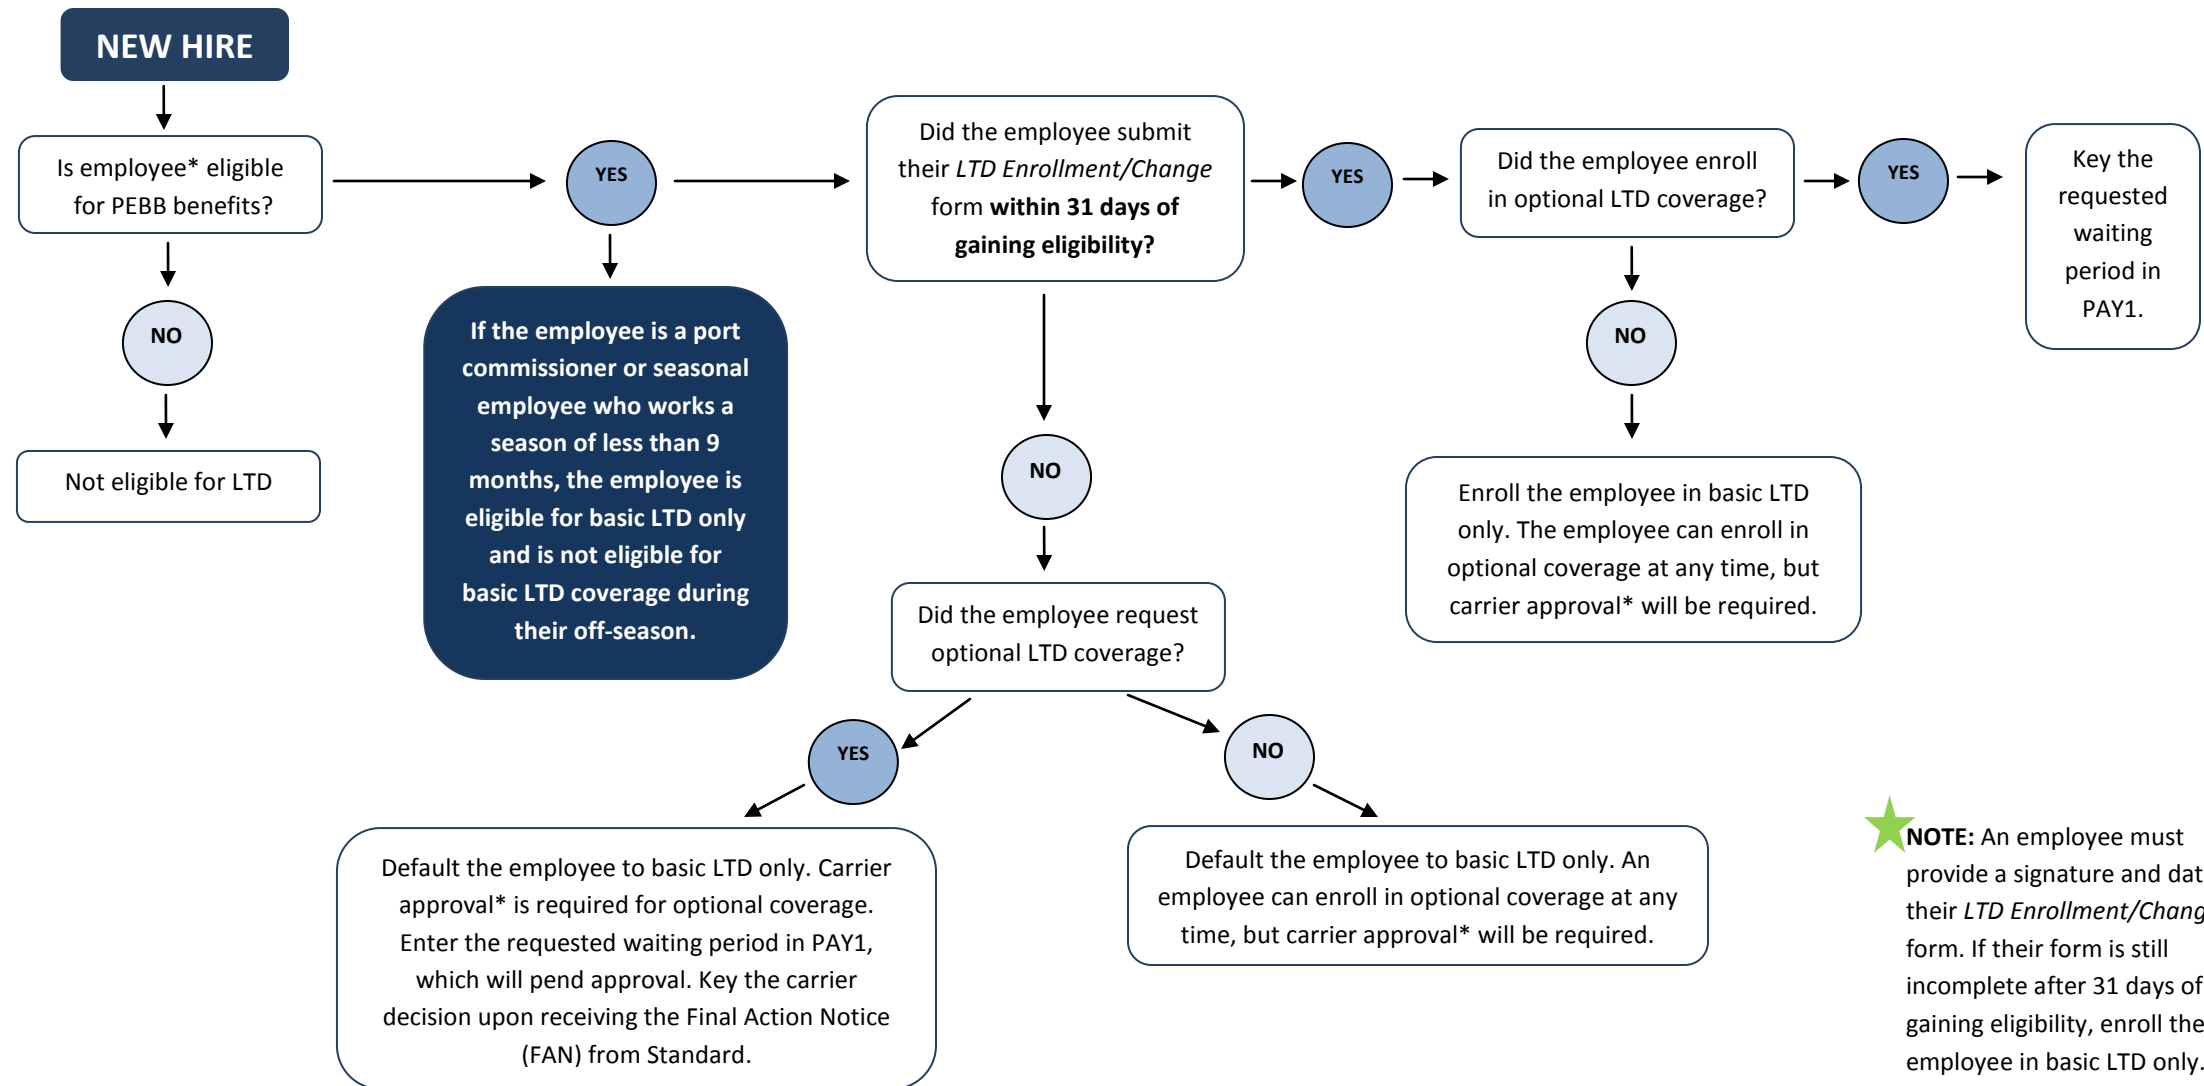 NEW HIRE
Is employee* eligible
for PEBB benefits?
NO
Not eligible for LTD
YES
If the employee is a port
commissioner or seasonal
employee who works a
season of less than 9
months, the employee is
eligible for basic LTD only
and is not eligible for
basic LTD coverage during
their off-season.
Did the employee submit
their LTD Enrollment/Change
form within 31 days of
gaining eligibility?
YES
Did the employee enroll
in optional LTD coverage?
YES
Key the
requested
waiting
period in
PAY1.
NO
Enroll the employee in basic LTD
only. The employee can enroll in
optional coverage at any time, but
carrier approval* will be required.
NO
Did the employee request
optional LTD coverage?
YES
Default the employee to basic LTD only. Carrier
approval* is required for optional coverage.
Enter the requested waiting period in PAY1,
which will pend approval. Key the carrier
decision upon receiving the Final Action Notice
(FAN) from Standard.
NO
Default the employee to basic LTD only. An
employee can enroll in optional coverage at any
time, but carrier approval* will be required.
NOTE: An employee must
provide a signature and dat
their LTD Enrollment/Chang
form. If their form is still
incomplete after 31 days of
gaining eligibility, enroll the
employee in basic LTD only.